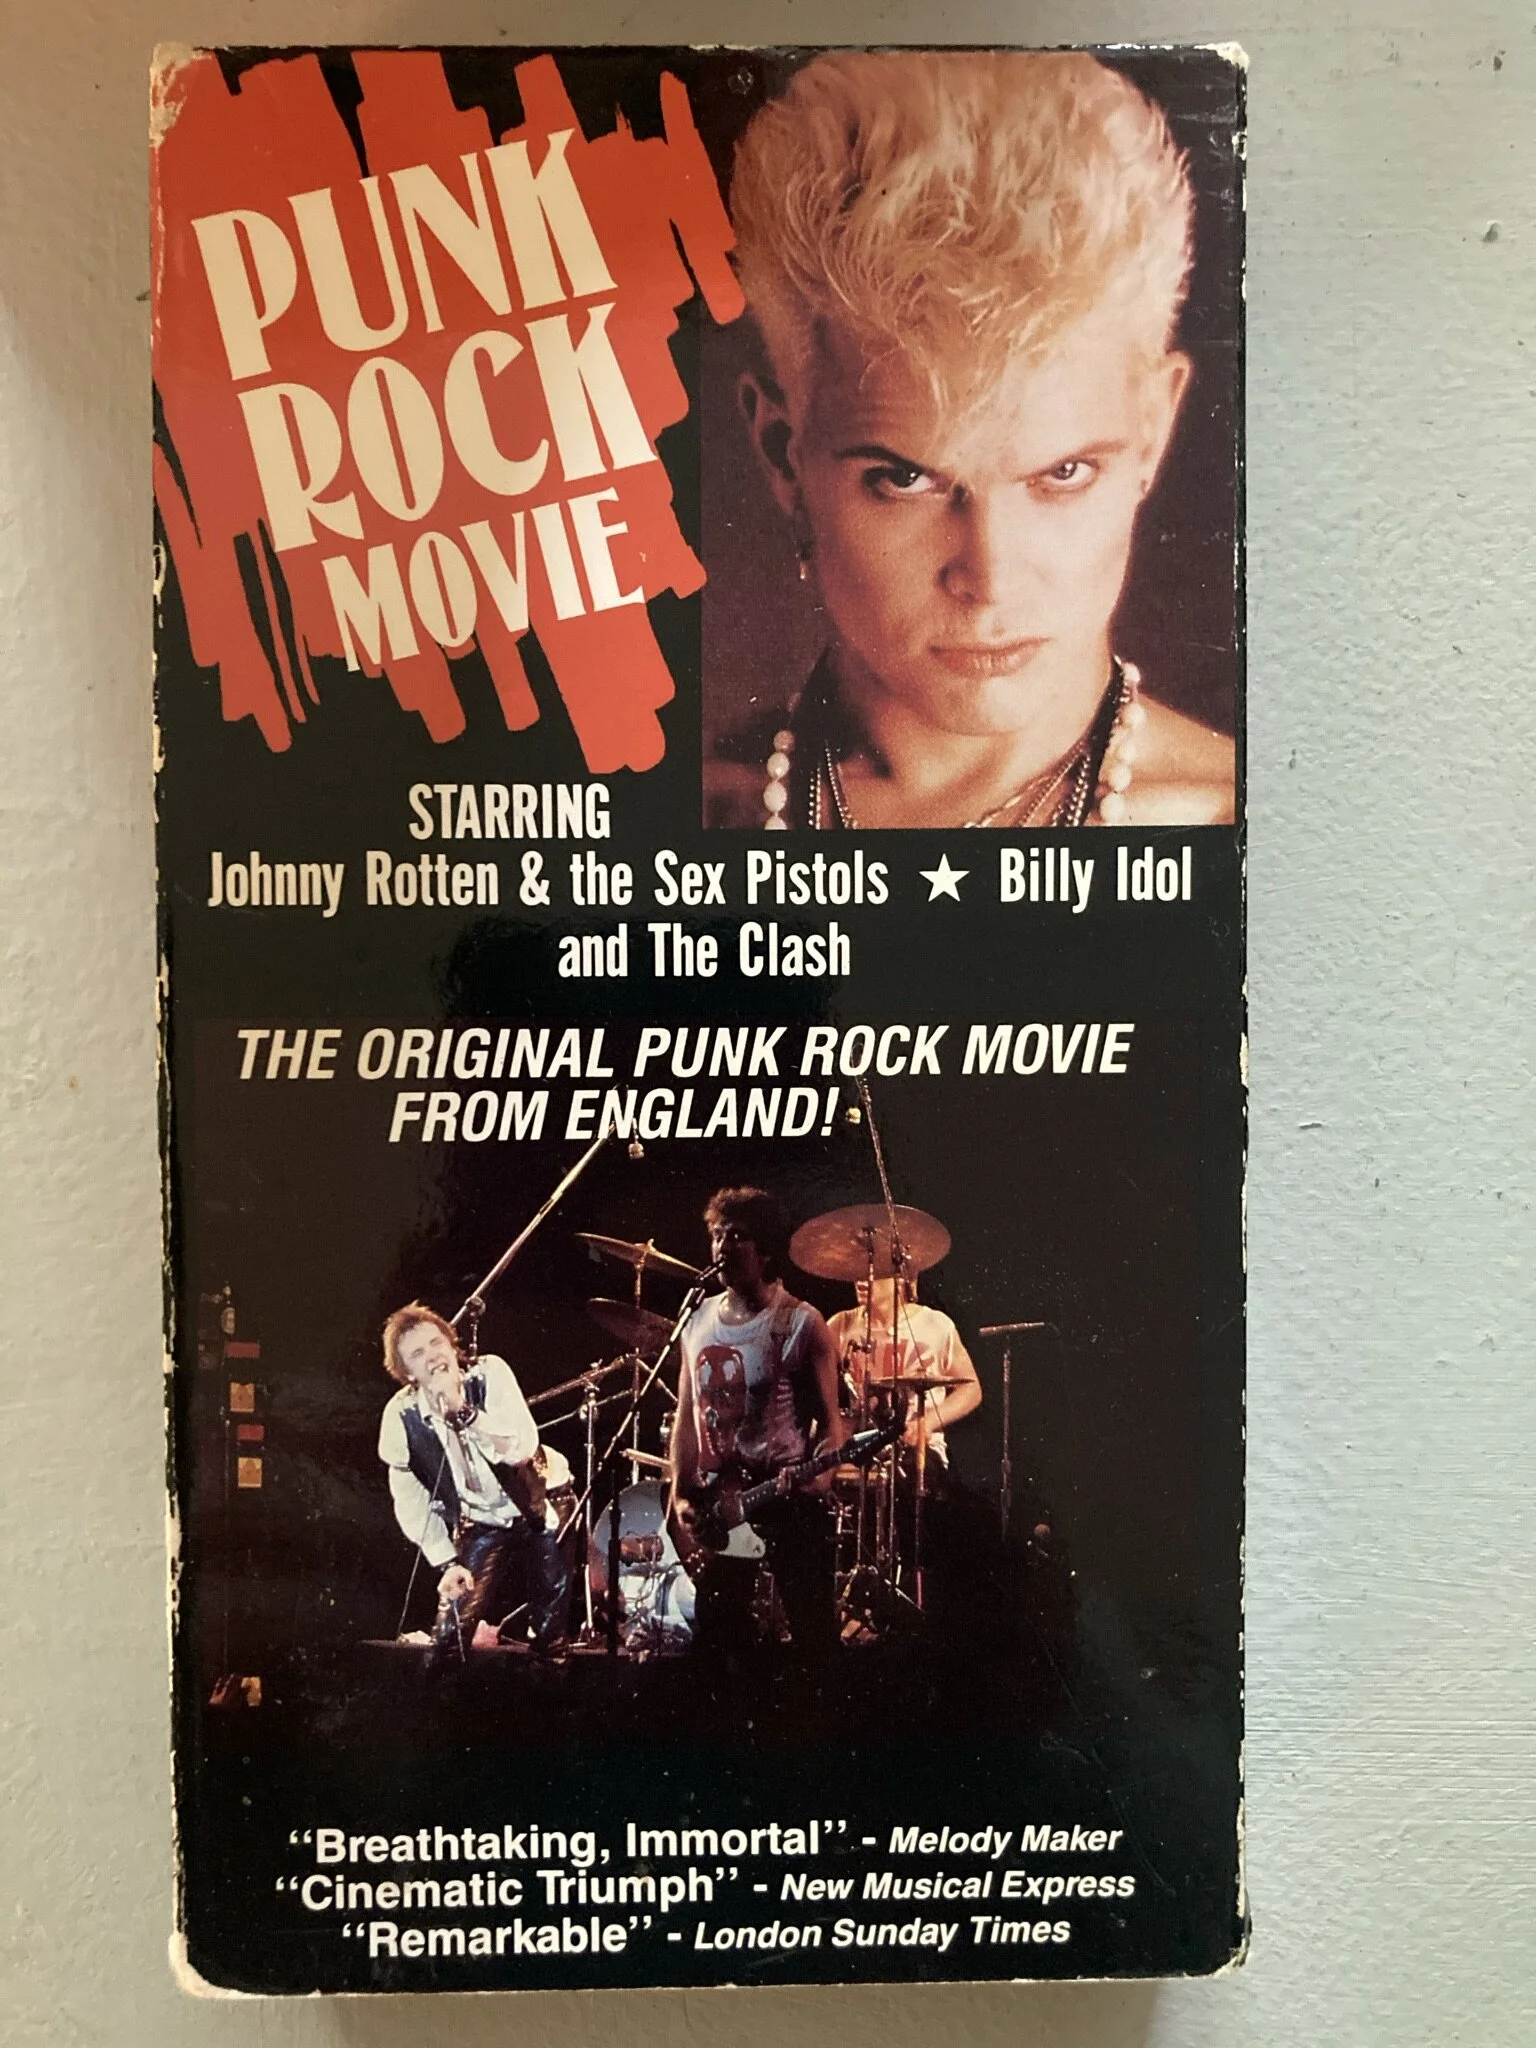 PUNK
ROCK
MOVIE
STARRING
Johnny Rotten & the Sex Pistols ★ Billy Idol
and The Clash
THE ORIGINAL PUNK ROCK MOVIE
FROM ENGLAND!
“Breathtaking, Immortal” - Melody Maker
“Cinematic Triumph” - New Musical Express
“Remarkable” - London Sunday Times